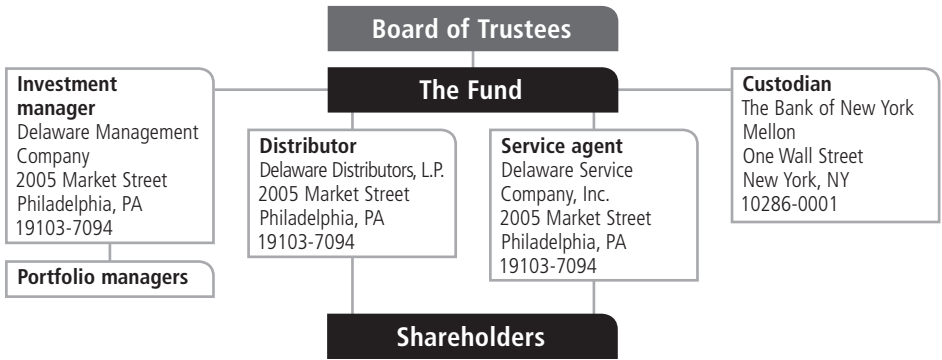 Board of Trustees
The Fund
Investment
manager
Delaware Management
Company
2005 Market Street
Philadelphia, PA
19103-7094
Portfolio managers
Distributor
Delaware Distributors, L.P.
2005 Market Street
Philadelphia, PA
19103-7094
Service agent
Delaware Service
Company, Inc.
2005 Market Street
Philadelphia, PA
19103-7094
Custodian
The Bank of New York
Mellon
One Wall Street
New York, NY
10286-0001
Shareholders